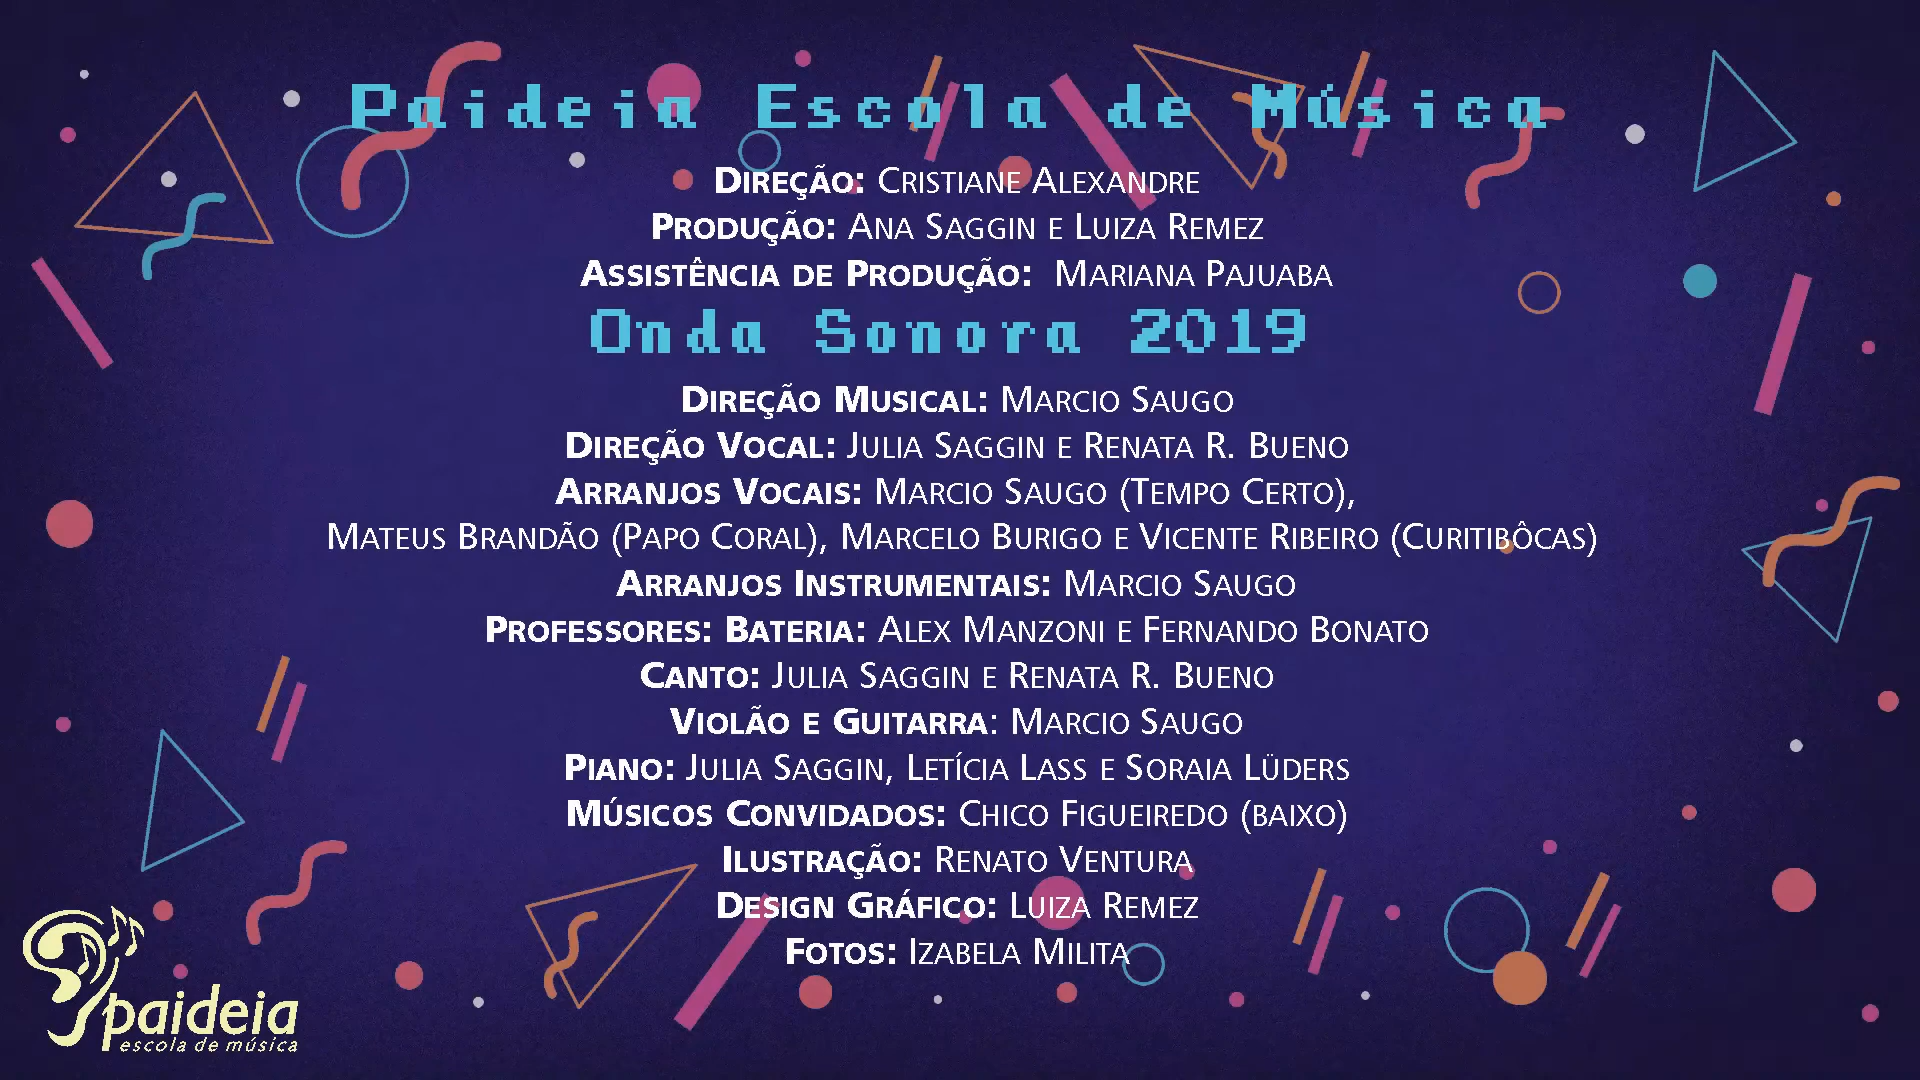 Paideia Escola de Música
Direção: Cristiane Alexandre
Produção: Ana Saggin e Luiza Remez
Assistência de Produção: Mariana Pajuaba
Onda Sonora 2019
Direção Musical: Marcio Saugo
Direção Vocal: Julia Saggin e Renata R. Bueno
Arranjos Vocais: Marcio Saugo (Tempo Certo),
Mateus Brandão (Papo Coral), Marcelo Burigo e Vicente Ribeiro (Curitibôcas)
Arranjos Instrumentais: Marcio Saugo
Professores: Bateria: Alex Manzoni e Fernando Bonato
Canto: Julia Saggin e Renata R. Bueno
Violão e Guitarra: Marcio Saugo
Piano: Julia Saggin, Letícia Lass e Soraia Lüders
Músicos Convidados: Chico Figueiredo (baixo)
Ilustração: Renato Ventura
Design Gráfico: Luiza Remez
Fotos: Izabela Milita
paideia
escola de música